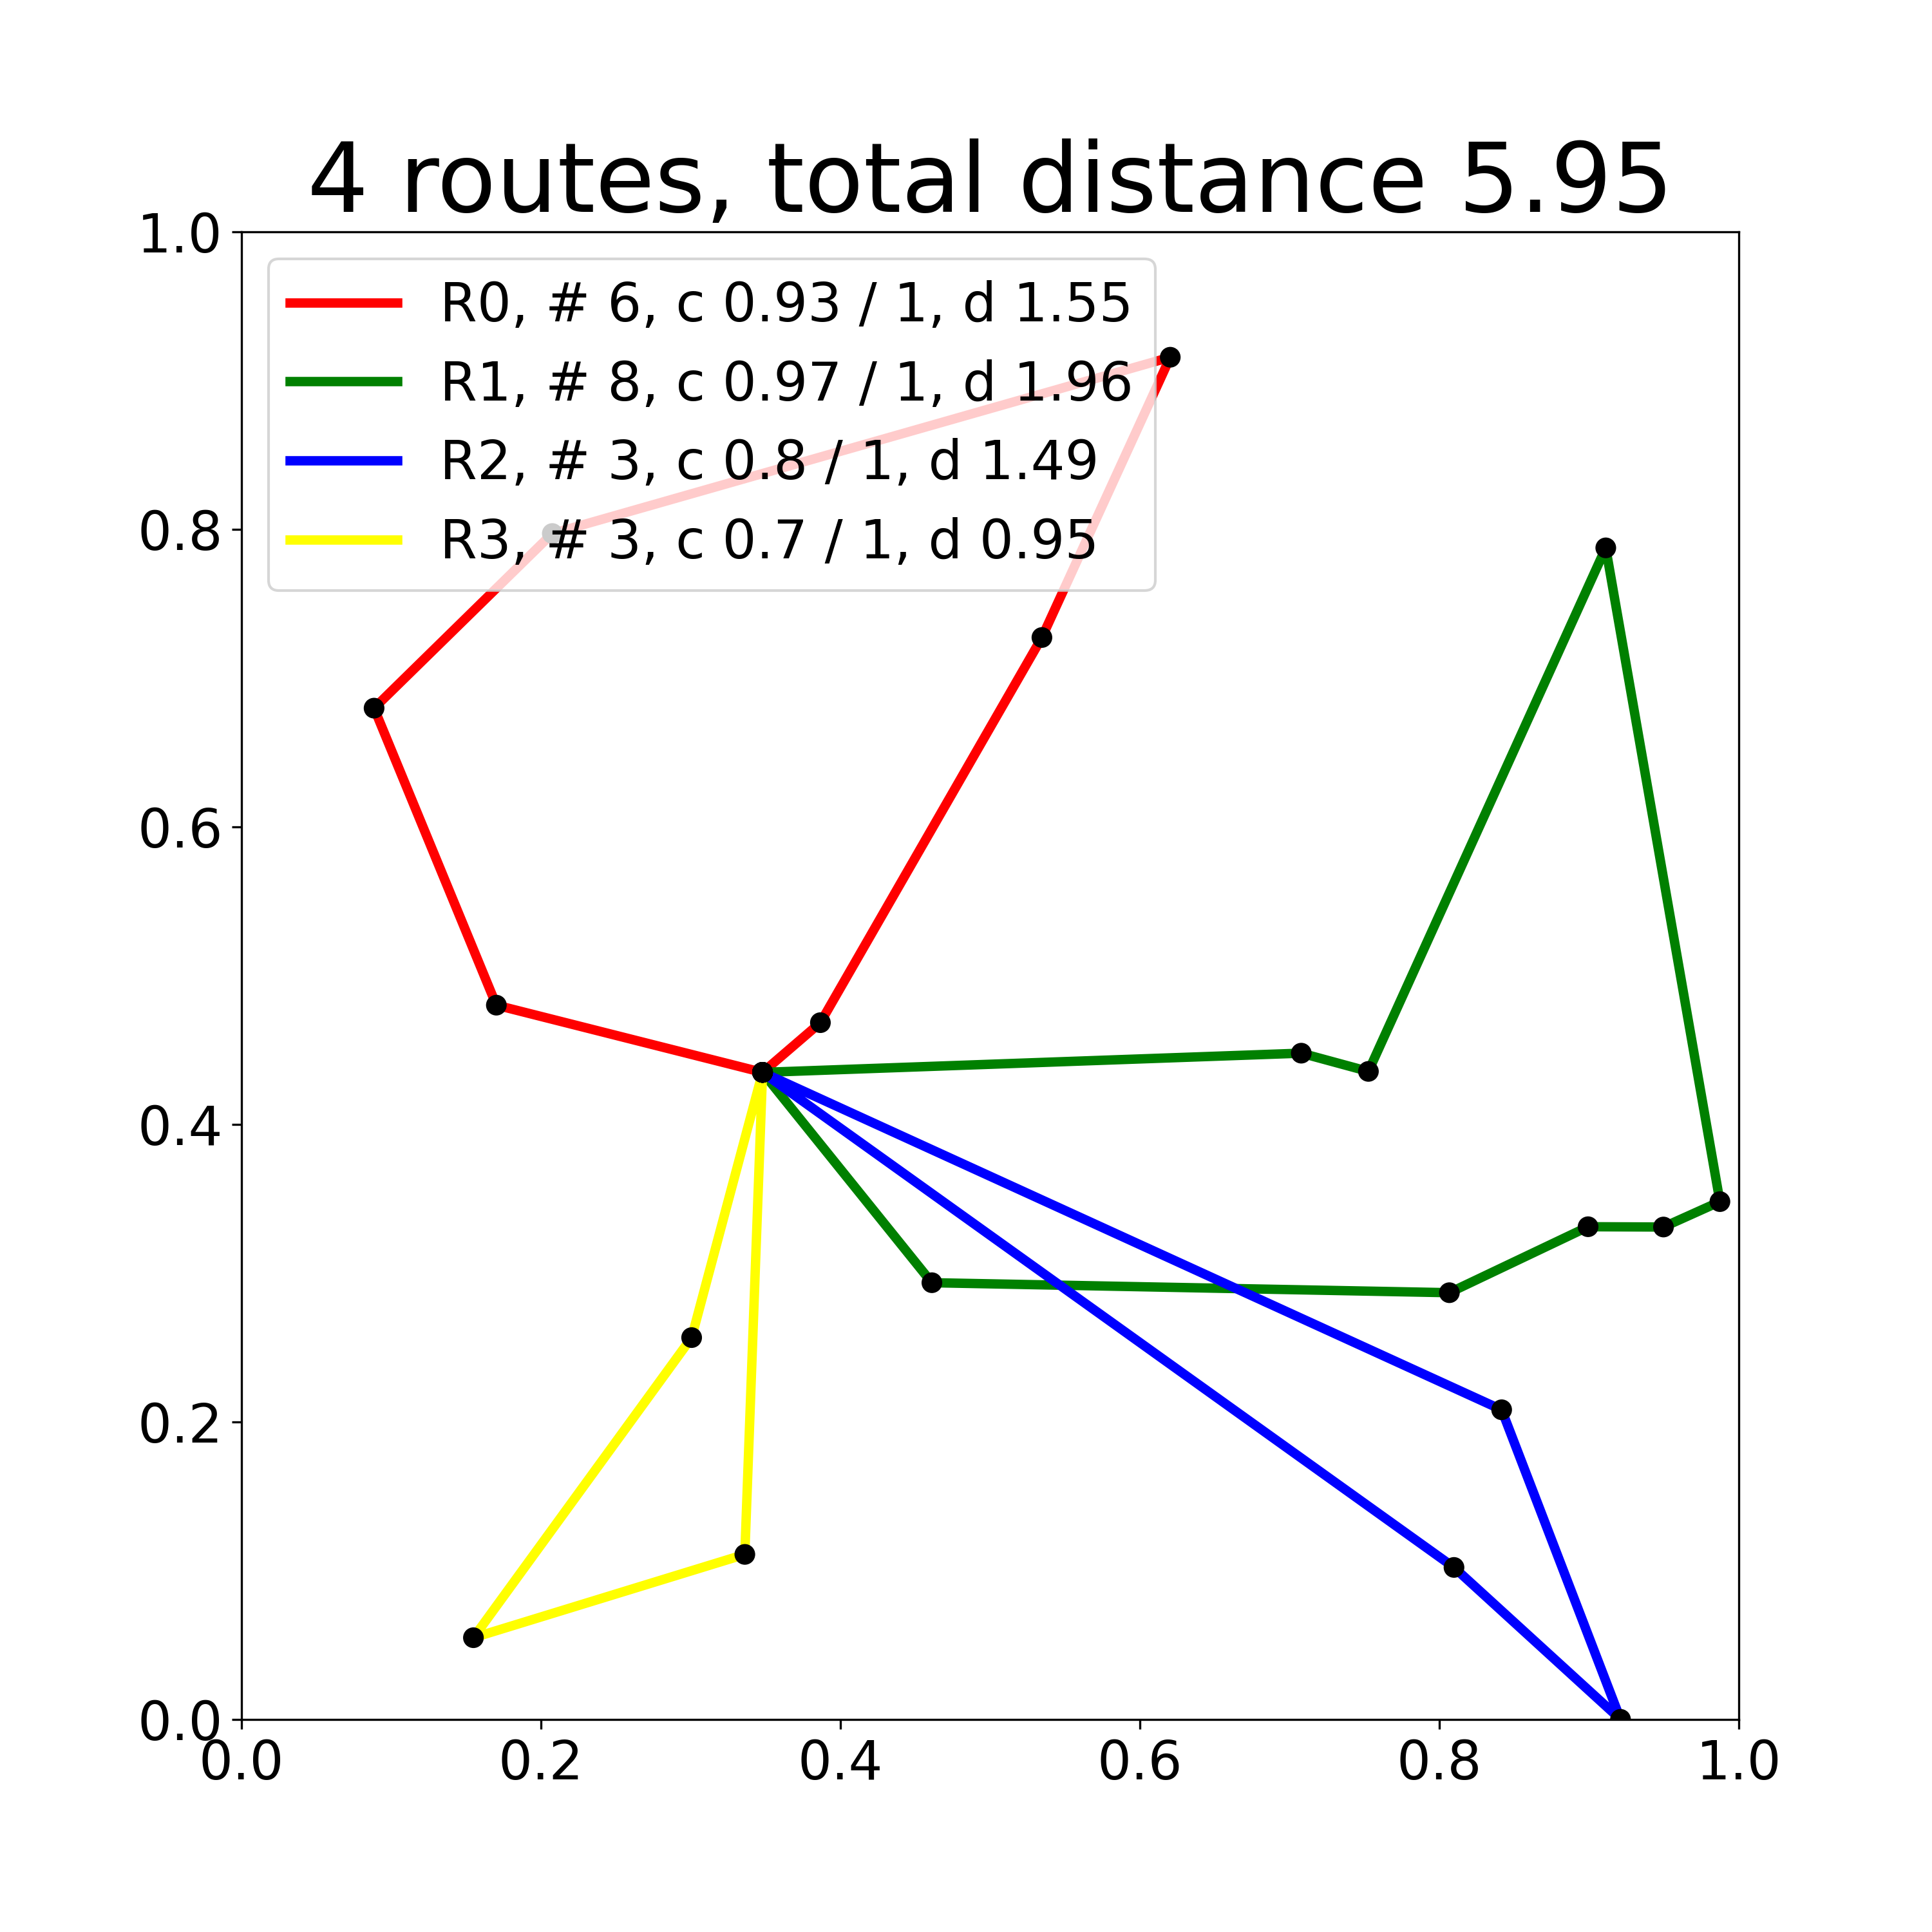 4 routes, total distance 5.95
1.0
R0, # 6, c 0.93 / 1, d 1.55
R1, # 8, c 0.97 / 1, d 1.96
R2, # 3, c 0.8 / 1, d 1.49
R3, # 3, c 0.7 / 1, d 0.95
0.8
0.6
0.4
0.2
0.0
0.0 0.2 0.4 0.6 0.8 1.0